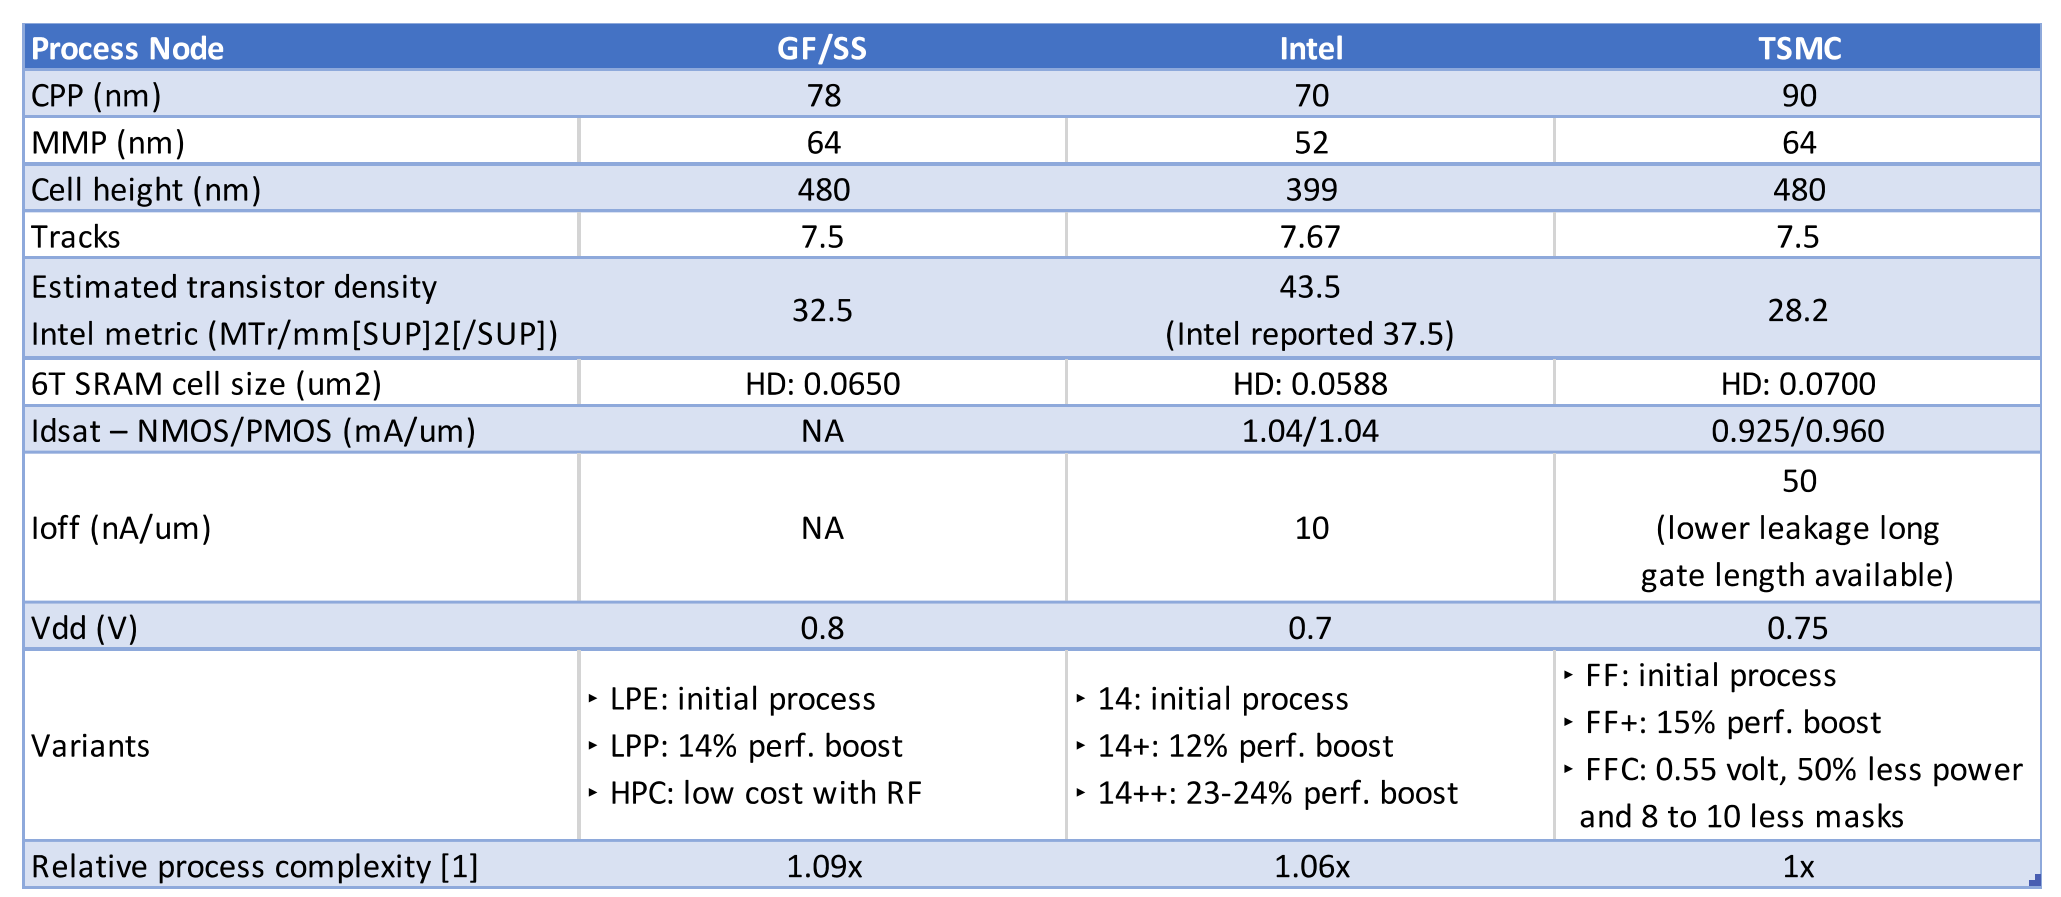 Process Node GF/SS Intel TSMC
CPP (nm) 78 70 90
MMP (nm) 64 52 64
Cell height (nm) 480 399 480
Tracks 7.5 7.67 7.5
Estimated transistor density
Intel metric (MTr/mm[SUP]2[/SUP])
32.5
43.5
(Intel reported 37.5)
28.2
6T SRAM cell size (um2) HD: 0.0650 HD: 0.0588 HD: 0.0700
Idsat – NMOS/PMOS (mA/um) NA 1.04/1.04 0.925/0.960
Ioff (nA/um) NA 10
50
(lower leakage long
gate length available)
Vdd (V) 0.8 0.7 0.75
Variants
‣ LPE: initial process
‣ LPP: 14% perf. boost
‣ HPC: low cost with RF
‣ 14: initial process
‣ 14+: 12% perf. boost
‣ 14++: 23-24% perf. boost
‣ FF: initial process
‣ FF+: 15% perf. boost
‣ FFC: 0.55 volt, 50% less power
and 8 to 10 less masks
Relative process complexity [1] 1.09x 1.06x 1x